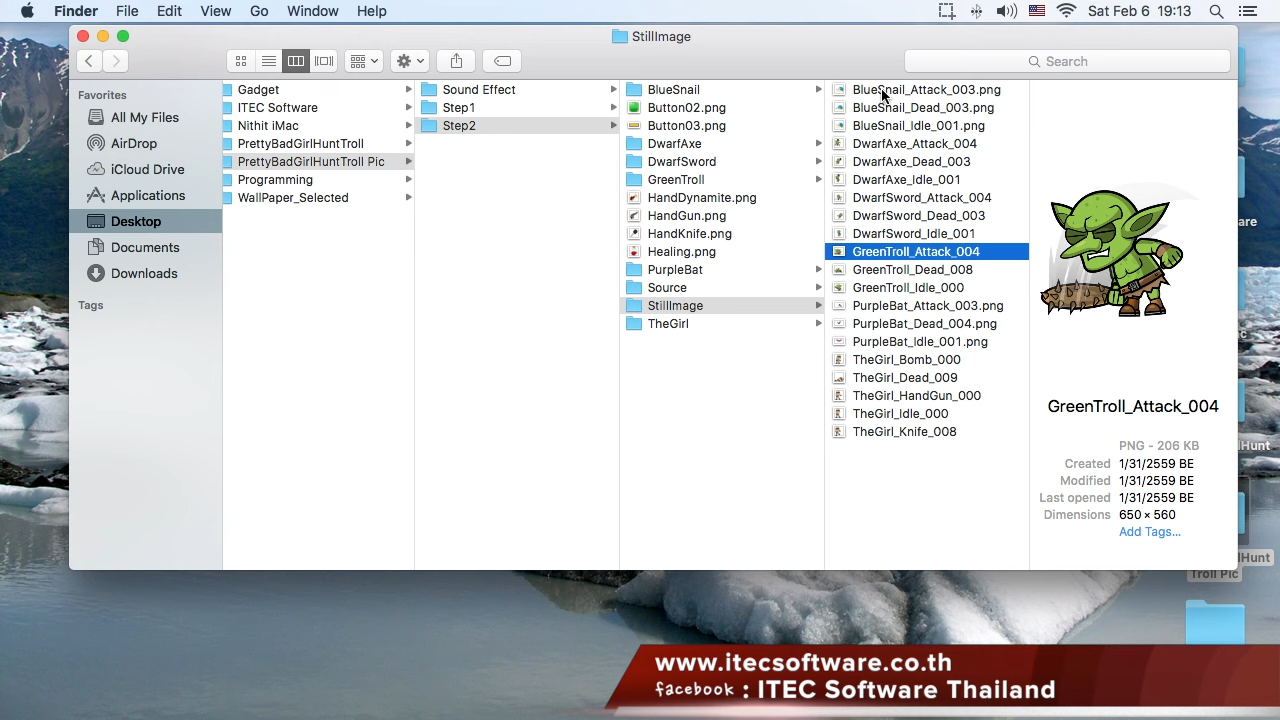 Finder File Edit View Go Window Help Sat Feb 6 19:13
StillImage
Search
Favorites
All My Files
AirDrop
iCloud Drive
Applications
Desktop
Documents
Downloads
Tags
Gadget
ITEC Software
Nithit iMac
PrettyBadGirlHuntTroll
PrettyBadGirlHuntTroll Pic
Programming
WallPaper_Selected
Sound Effect
Step1
Step2
BlueSnail
Button02.png
Button03.png
DwarfAxe
DwarfSword
GreenTroll
HandDynamite.png
HandGun.png
HandKnife.png
Healing.png
PurpleBat
Source
StillImage
TheGirl
BlueSnail_Attack_003.png
BlueSnail_Dead_003.png
BlueSnail_Idle_001.png
DwarfAxe_Attack_004
DwarfAxe_Dead_003
DwarfAxe_Idle_001
DwarfSword_Attack_004
DwarfSword_Dead_003
DwarfSword_Idle_001
GreenTroll_Attack_004
GreenTroll_Dead_008
GreenTroll_Idle_000
PurpleBat_Attack_003.png
PurpleBat_Dead_004.png
PurpleBat_Idle_001.png
TheGirl_Bomb_000
TheGirl_Dead_009
TheGirl_HandGun_000
TheGirl_Idle_000
TheGirl_Knife_008
GreenTroll_Attack_004
PNG - 206 KB
Created 1/31/2559 BE
Modified 1/31/2559 BE
Last opened 1/31/2559 BE
Dimensions 650 × 560
Add Tags...
Troll Pic
www.itecsoftware.co.th
facebook : ITEC Software Thailand